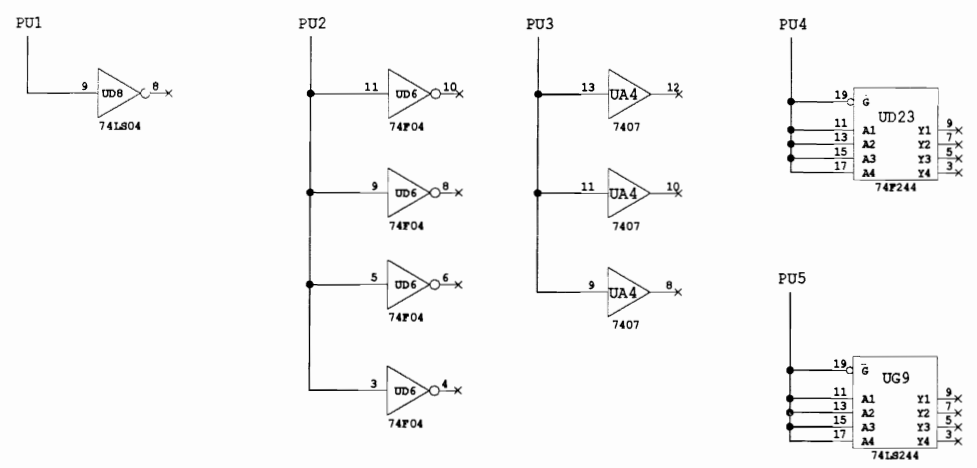 PU1
9 UD8 8
74LS04
PU2
11 UD6 10
74F04
9 UD6 8
74F04
5 UD6 6
74F04
3 UD6 4
74F04
PU3
13 UA4 12
7407
11 UA4 10
7407
9 UA4 8
7407
PU4
19 G
UD23
11 A1 Y1 9
13 A2 Y2 7
15 A3 Y3 5
17 A4 Y4 3
74F244
PU5
19 G
UG9
11 A1 Y1 9
13 A2 Y2 7
15 A3 Y3 5
17 A4 Y4 3
74LS244